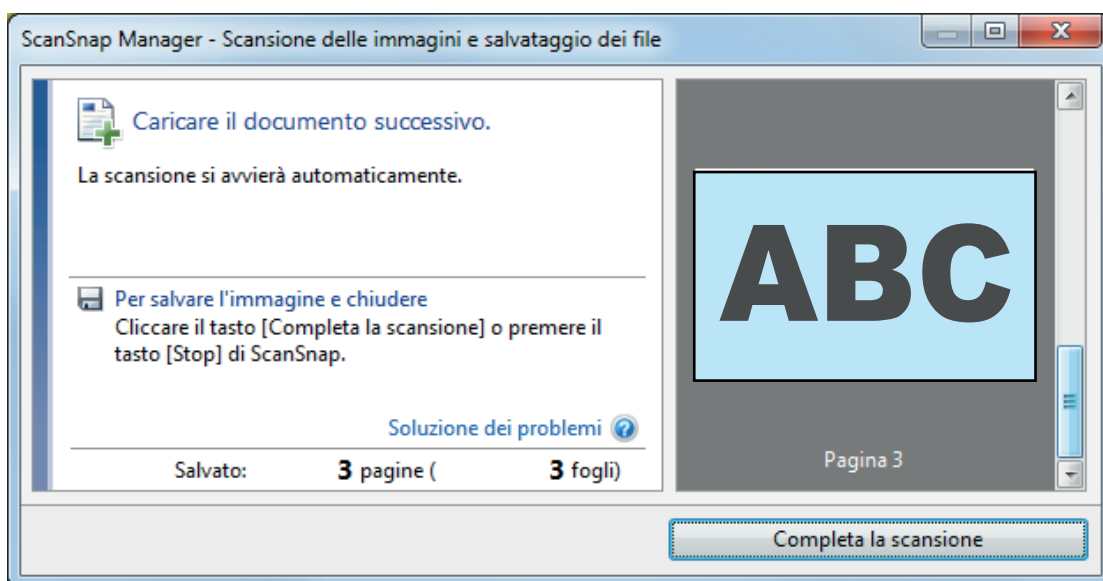 ScanSnap Manager - Scansione delle immagini e salvataggio dei file
Caricare il documento successivo.
La scansione si avvierà automaticamente.
Per salvare l'immagine e chiudere
Cliccare il tasto [Completa la scansione] o premere il
tasto [Stop] di ScanSnap.
Soluzione dei problemi
Salvato: 3 pagine ( 3 fogli)
ABC
Pagina 3
Completa la scansione